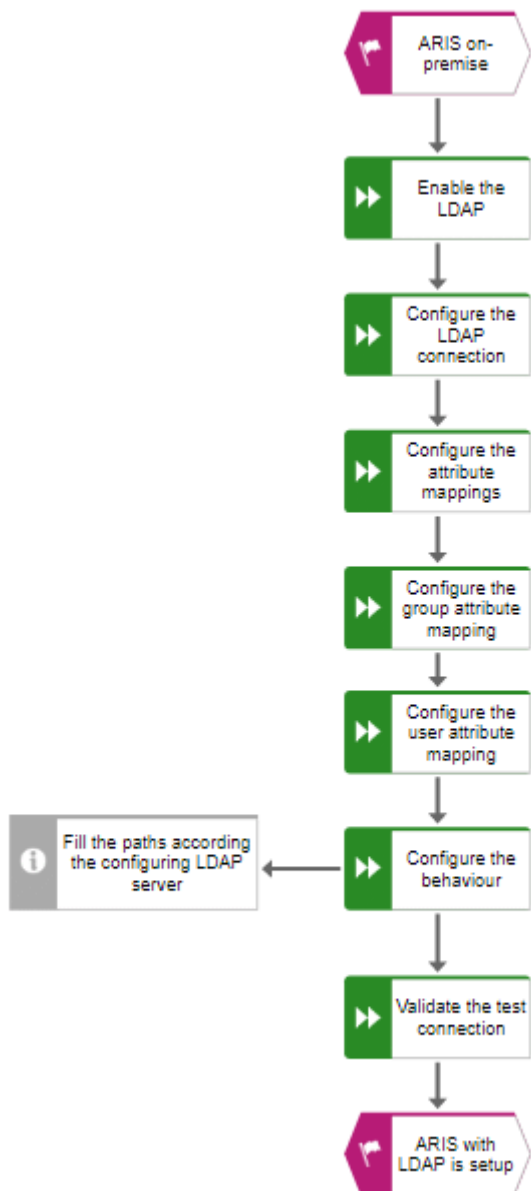 ARIS on-
premise
Enable the
LDAP
Configure the
LDAP
connection
Configure the
attribute
mappings
Configure the
group attribute
mapping
Configure the
user attribute
mapping
Fill the paths according
the configuring LDAP
server
Configure the
behaviour
Validate the test
connection
ARIS with
LDAP is setup